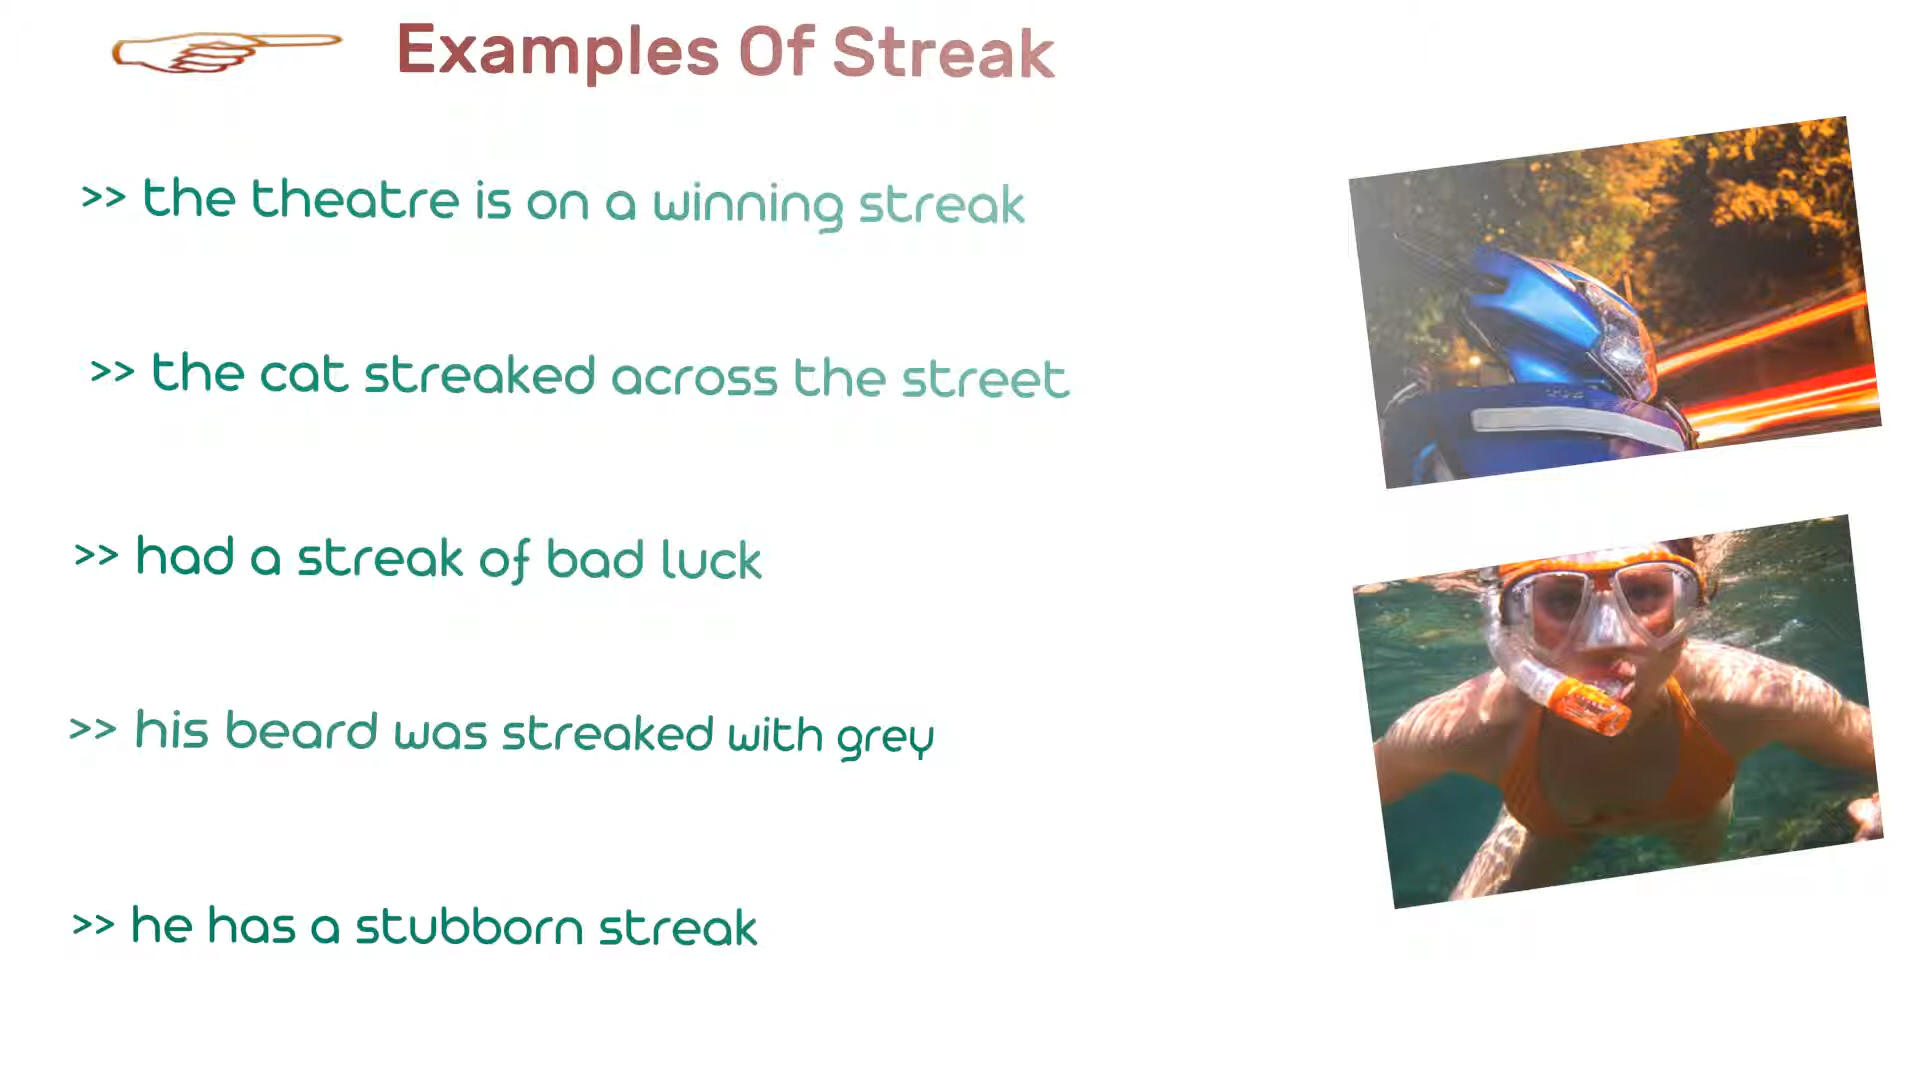 Examples Of Streak
>> the theatre is on a winning streak
>> the cat streaked across the street
>> had a streak of bad luck
>> his beard was streaked with grey
>> he has a stubborn streak